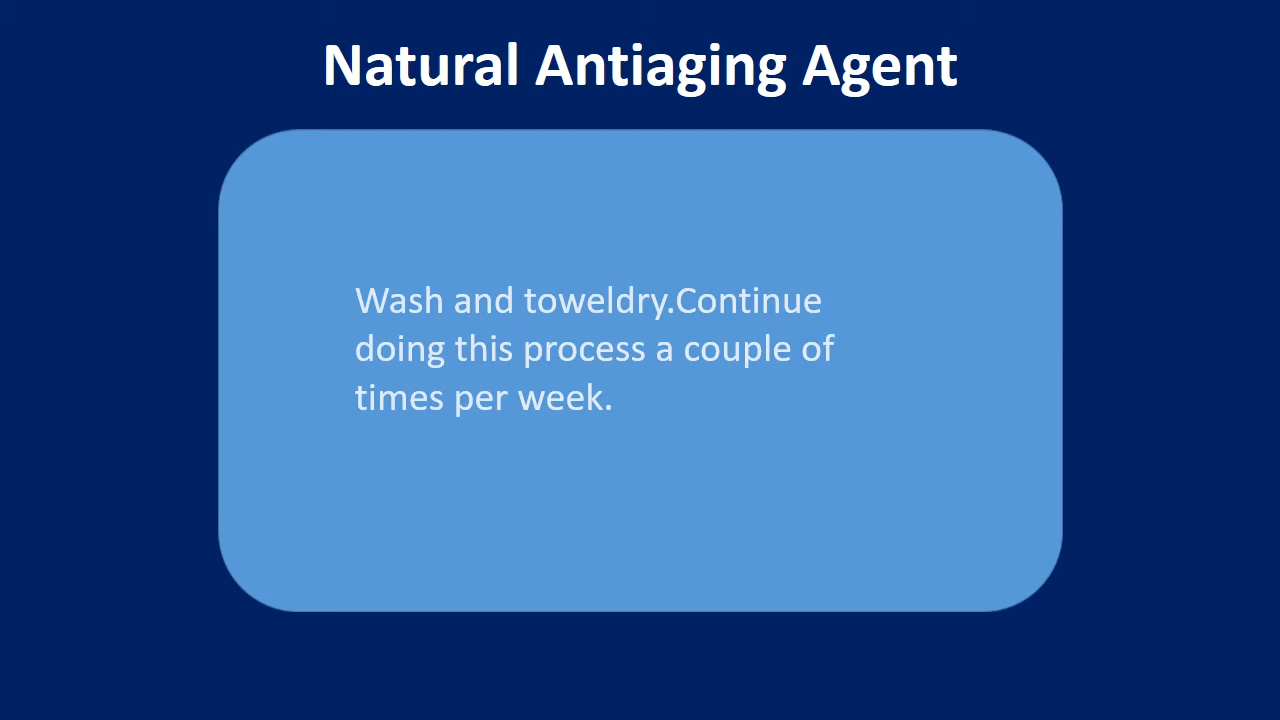 Natural Antiaging Agent
Wash and toweldry.Continue
doing this process a couple of
times per week.